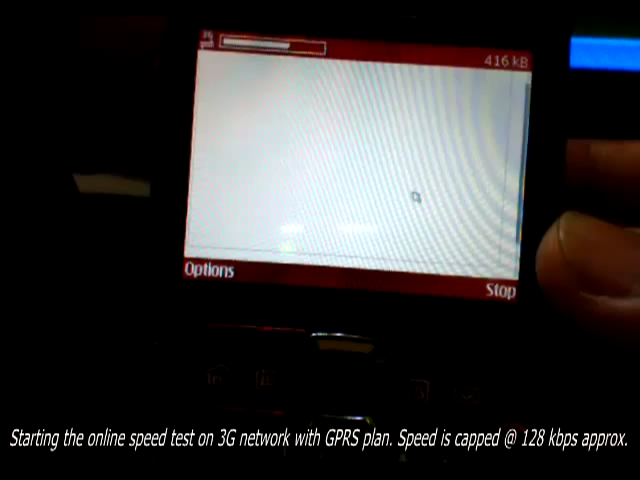 416 kB
Options
Stop
Starting the online speed test on 3G network with GPRS plan. Speed is capped @ 128 kbps approx.